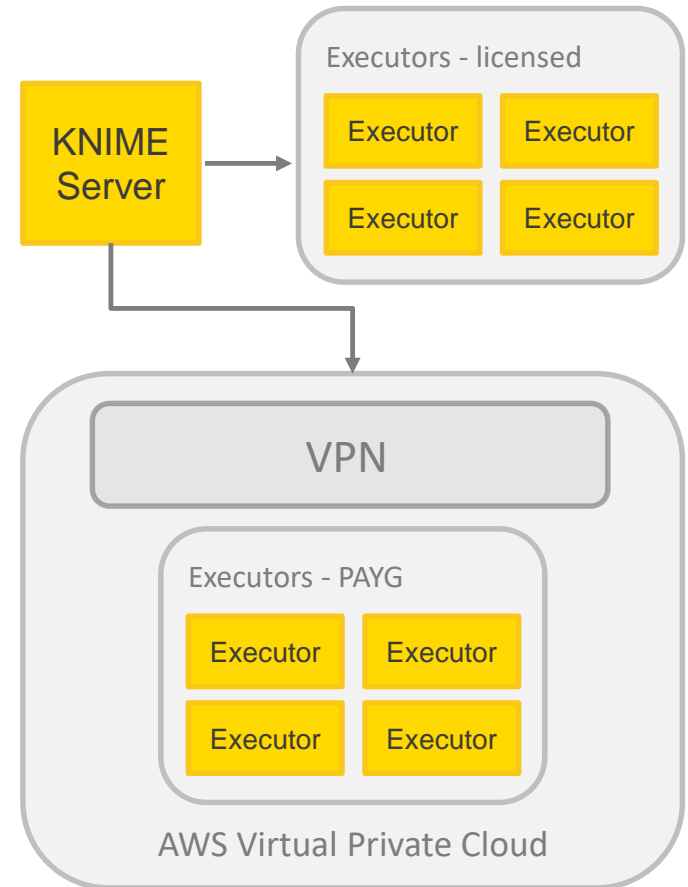 Executors - licensed
KNIME
Server
Executor
Executor
Executor
Executor
VPN
Executors - PAYG
Executor
Executor
Executor
Executor
AWS Virtual Private Cloud